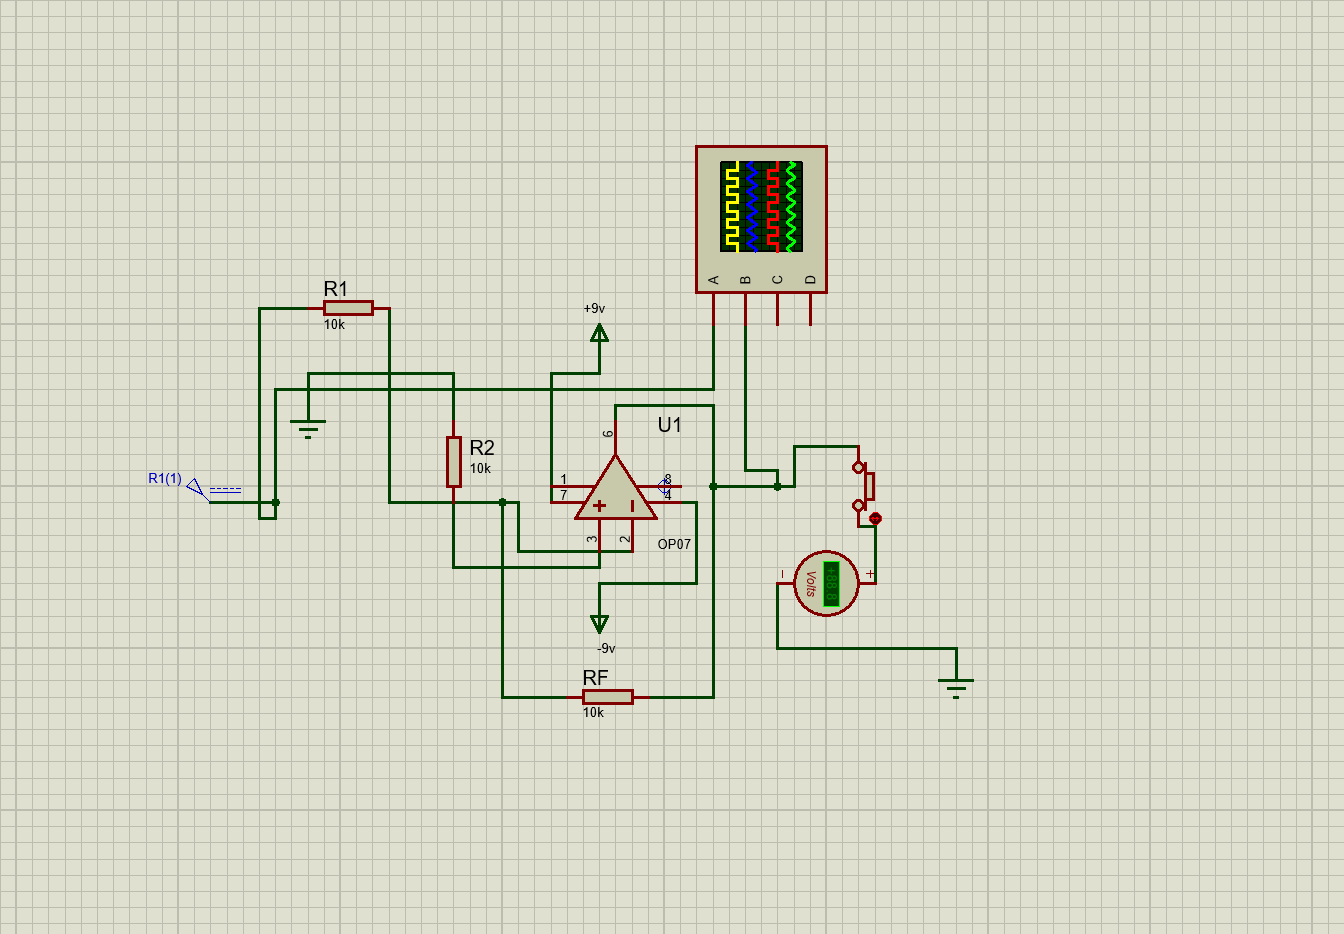 A
B
C
D
R1
10k
+9v
U1
6
R2
10k
R1(1)
1
8
7
4
+
3
2
OP07
+88.8
Volts
-
+
-9v
RF
10k